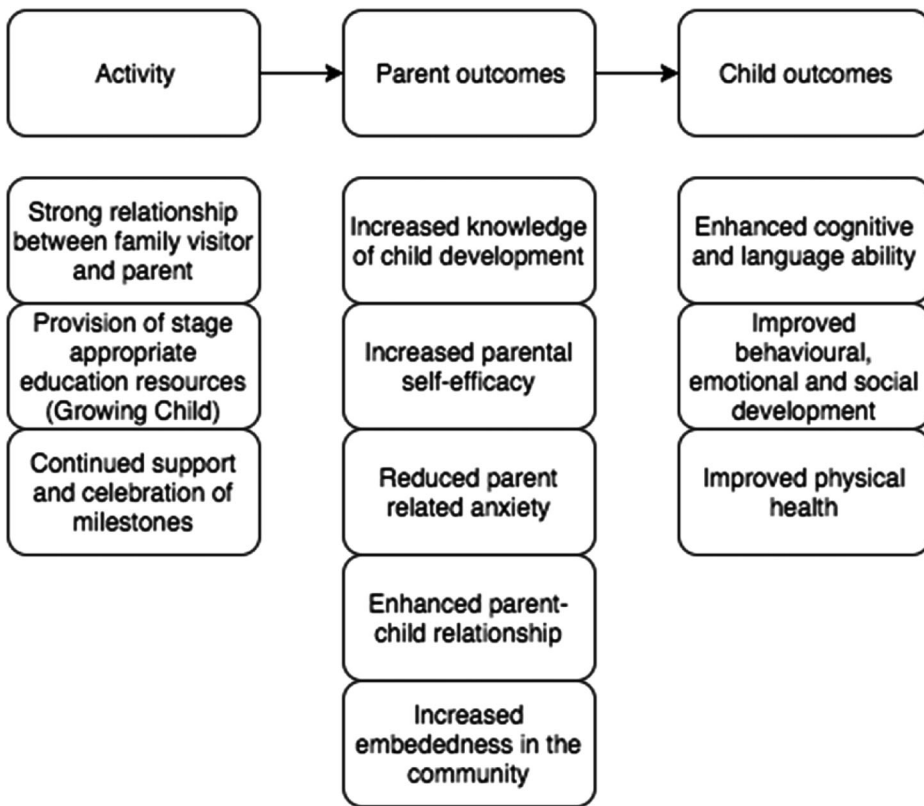 Activity
Parent outcomes
Child outcomes
Strong relationship
between family visitor
and parent
Provision of stage
appropriate
education resources
(Growing Child)
Continued support
and celebration of
milestones
Increased knowledge
of child development
Increased parental
self-efficacy
Reduced parent
related anxiety
Enhanced parent-
child relationship
Increased
embededness in the
community
Enhanced cognitive
and language ability
Improved
behavioural,
emotional and social
development
Improved physical
health